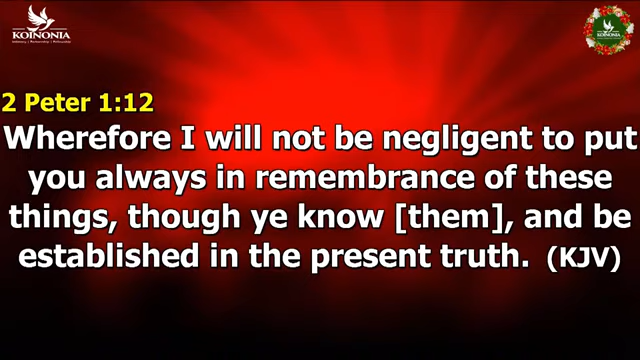 KOINONIA
KOINONIA
2 Peter 1:12
Wherefore I will not be negligent to put
you always in remembrance of these
things, though ye know [them], and be
established in the present truth. (KJV)